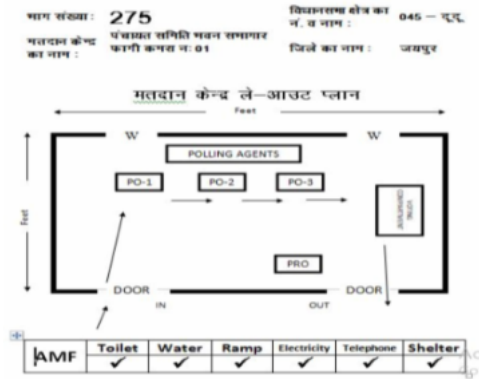 भाग संख्या : 275
विधानसभा क्षेत्र का नं. व नाम : 045 – दूदू
मतदान केन्द्र का नाम : पंचायत समिति भवन सभागार फागी कमरा नः 01
जिले का नाम : जयपुर
मतदान केन्द्र ले–आउट प्लान
Feet
W W
POLLING AGENTS
PO-1 PO-2 PO-3
VOTING COMPARTMENT
Feet
PRO
DOOR DOOR
IN OUT
AMF Toilet Water Ramp Electricity Telephone Shelter
✓ ✓ ✓ ✓ ✓ ✓